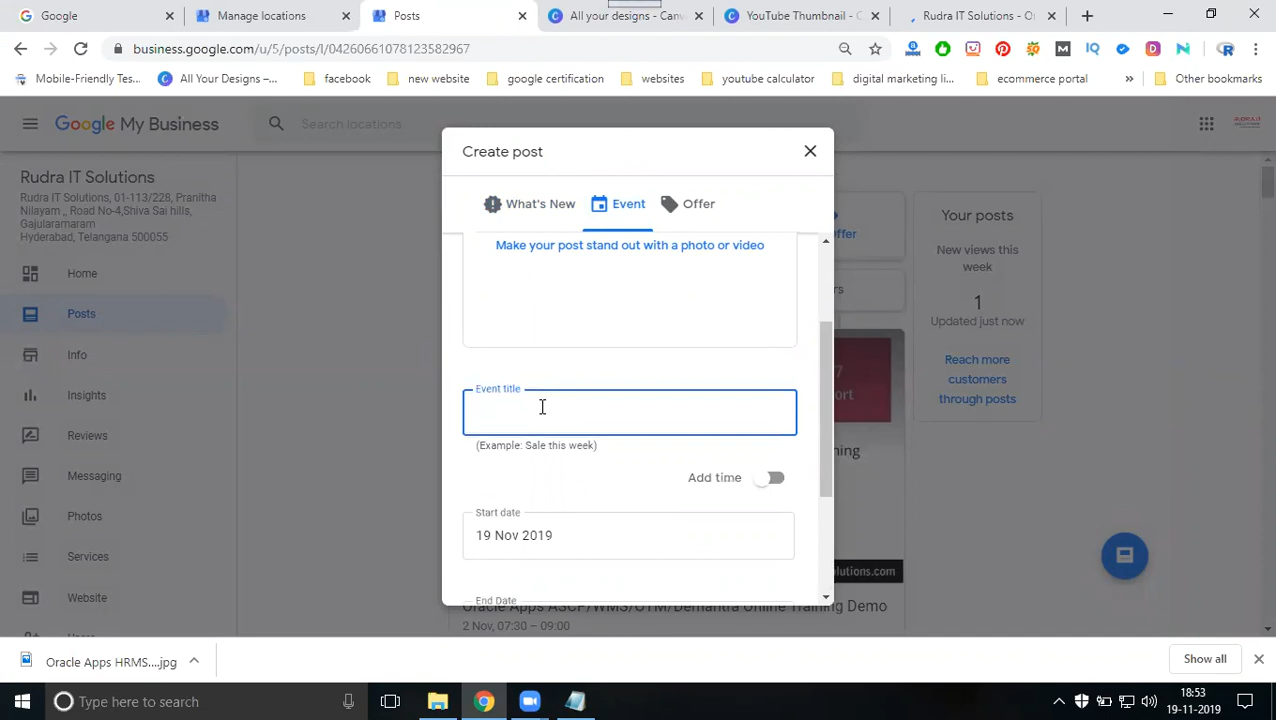 Google
Manage locations
Posts
All your designs - Canv
YouTube Thumbnail - C
Rudra IT Solutions - O
business.google.com/u/5/posts/l/04260661078123582967
Mobile-Friendly Tes...
All Your Designs –...
facebook
new website
google certification
websites
youtube calculator
digital marketing li...
ecommerce portal
»
Other bookmarks
Google My Business
Search locations
Rudra IT Solutions
Rudra IT Solutions, 01-113/228, Pranitha
Nilayam ,, Road No-4,Shiva Sai hills,
Gajularamaram
Hyderabad, Telangana 500055
Home
Posts
Info
Insights
Reviews
Messaging
Photos
Services
Website
Create post
What's New
Event
Offer
Make your post stand out with a photo or video
Event title
(Example: Sale this week)
Add time
Start date
19 Nov 2019
End Date
Your posts
New views this
week
1
Updated just now
Reach more
customers
through posts
Oracle Apps ASCP/WMS/OTM/Demantra Online Training Demo
2 Nov, 07:30 – 09:00
Oracle Apps HRMS....jpg
Show all
Type here to search
18:53
19-11-2019